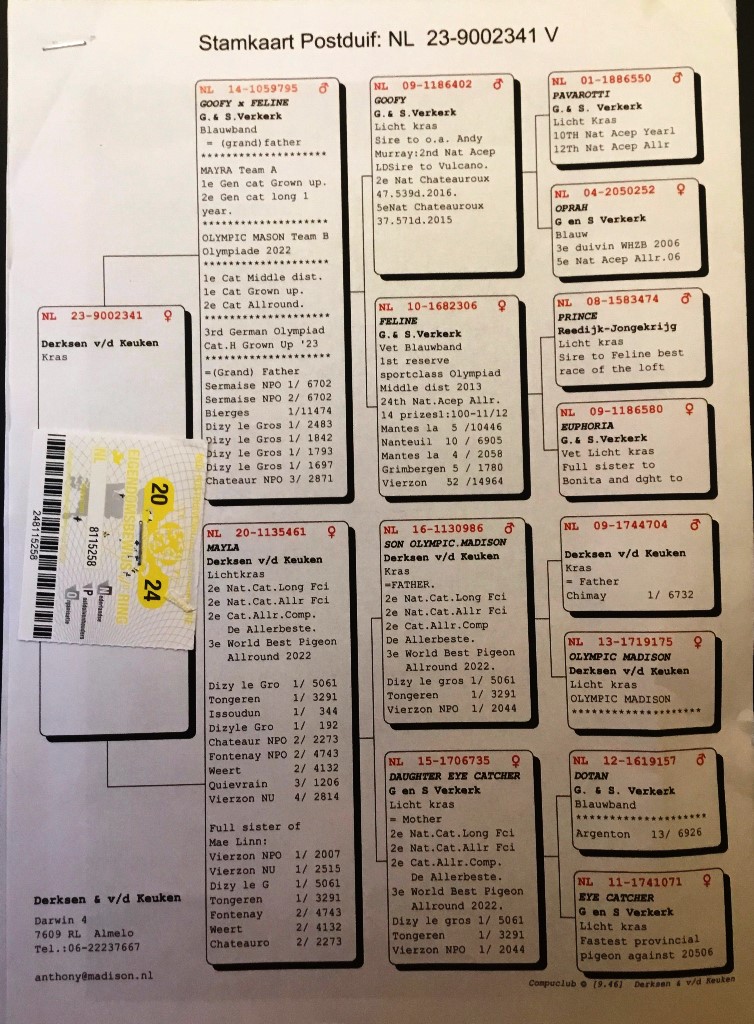 Stamkaart Postduif: NL 23-9002341 V
NL 23-9002341 ♀
Derksen v/d Keuken
Kras
NL 14-1059795 ♂
GOOFY x FELINE
G.& S.Verkerk
Blauwband
= (grand)father
********************
MAYRA Team A
1e Gen cat Grown up.
2e Gen cat long 1
year.
********************
OLYMPIC MASON Team B
Olympiade 2022
********************
1e Cat Middle dist.
1e Cat Grown up.
2e Cat Allround.
********************
3rd German Olympiad
Cat.H Grown Up '23
********************
=(Grand) Father
Sermaise NPO 1/ 6702
Sermaise NPO 2/ 6702
Bierges 1/11474
Dizy le Gros 1/ 2483
Dizy le Gros 1/ 1842
Dizy le Gros 1/ 1793
Dizy le Gros 1/ 1697
Chateaur NPO 3/ 2871
NL 20-1135461 ♀
MAYLA
Derksen v/d Keuken
Lichtkras
2e Nat.Cat.Long Fci
2e Nat.Cat.Allr Fci
2e Cat.Allr.Comp.
De Allerbeste.
3e World Best Pigeon
Allround 2022
Dizy le Gro 1/ 5061
Tongeren 1/ 3291
Issoudun 1/ 344
Dizyle Gro 1/ 192
Chateaur NPO 2/ 2273
Fontenay NPO 2/ 4743
Weert 2/ 4132
Quievrain 3/ 1206
Vierzon NU 4/ 2814
Full sister of
Mae Linn:
Vierzon NPO 1/ 2007
Vierzon NU 1/ 2515
Dizy le G 1/ 5061
Tongeren 1/ 3291
Fontenay 2/ 4743
Weert 2/ 4132
Chateauro 2/ 2273
NL 09-1186402 ♂
GOOFY
G.& S.Verkerk
Licht kras
Sire to o.a. Andy
Murray:2nd Nat Acep
LDSire to Vulcano.
2e Nat Chateauroux
47.539d.2016.
5eNat Chateauroux
37.571d.2015
NL 10-1682306 ♀
FELINE
G.& S.Verkerk
Vet Blauwband
1st reserve
sportclass Olympiad
Middle dist 2013
24th Nat.Acep Allr.
14 prizes1:100-11/12
Mantes la 5 /10446
Nanteuil 10 / 6905
Mantes la 4 / 2058
Grimbergen 5 / 1780
Vierzon 52 /14964
NL 16-1130986 ♂
SON OLYMPIC.MADISON
Derksen v/d Keuken
Kras
=FATHER.
2e Nat.Cat.Long Fci
2e Nat.Cat.Allr Fci
2e Cat.Allr.Comp
De Allerbeste.
3e World Best Pigeon
Allround 2022.
Dizy le gros 1/ 5061
Tongeren 1/ 3291
Vierzon NPO 1/ 2044
NL 15-1706735 ♀
DAUGHTER EYE CATCHER
G en S Verkerk
Licht kras
= Mother
2e Nat.Cat.Long Fci
2e Nat.Cat.Allr Fci
2e Cat.Allr.Comp.
De Allerbeste.
3e World Best Pigeon
Allround 2022.
Dizy le gros 1/ 5061
Tongeren 1/ 3291
Vierzon NPO 1/ 2044
NL 01-1886550 ♂
PAVAROTTI
G.& S. Verkerk
Licht Kras
10TH Nat Acep Yearl
12Th Nat Acep Allr
NL 04-2050252 ♀
OPRAH
G en S Verkerk
Blauw
3e duivin WHZB 2006
5e Nat Acep Allr.06
NL 08-1583474 ♂
PRINCE
Reedijk-Jongekrijg
Licht kras
Sire to Feline best
race of the loft
NL 09-1186580 ♀
EUPHORIA
G.& S.Verkerk
Vet Licht kras
Full sister to
Bonita and dght to
NL 09-1744704 ♂
Derksen v/d Keuken
Kras
= Father
Chimay 1/ 6732
NL 13-1719175 ♀
OLYMPIC MADISON
Derksen v/d Keuken
Licht kras
OLYMPIC MADISON
********************
NL 12-1619157 ♂
DOTAN
G. & S. Verkerk
Blauwband
********************
Argenton 13/ 6926
NL 11-1741071 ♀
EYE CATCHER
G en S Verkerk
Licht kras
Fastest provincial
pigeon against 20506
20 24
NL
8115258
248115258
Nederlandse
Postduivenhouders
Organisatie
Derksen & v/d Keuken
Darwin 4
7609 RL Almelo
Tel.:06-22237667
anthony@madison.nl
Compuclub © [9.46] Derksen & v/d Keuken